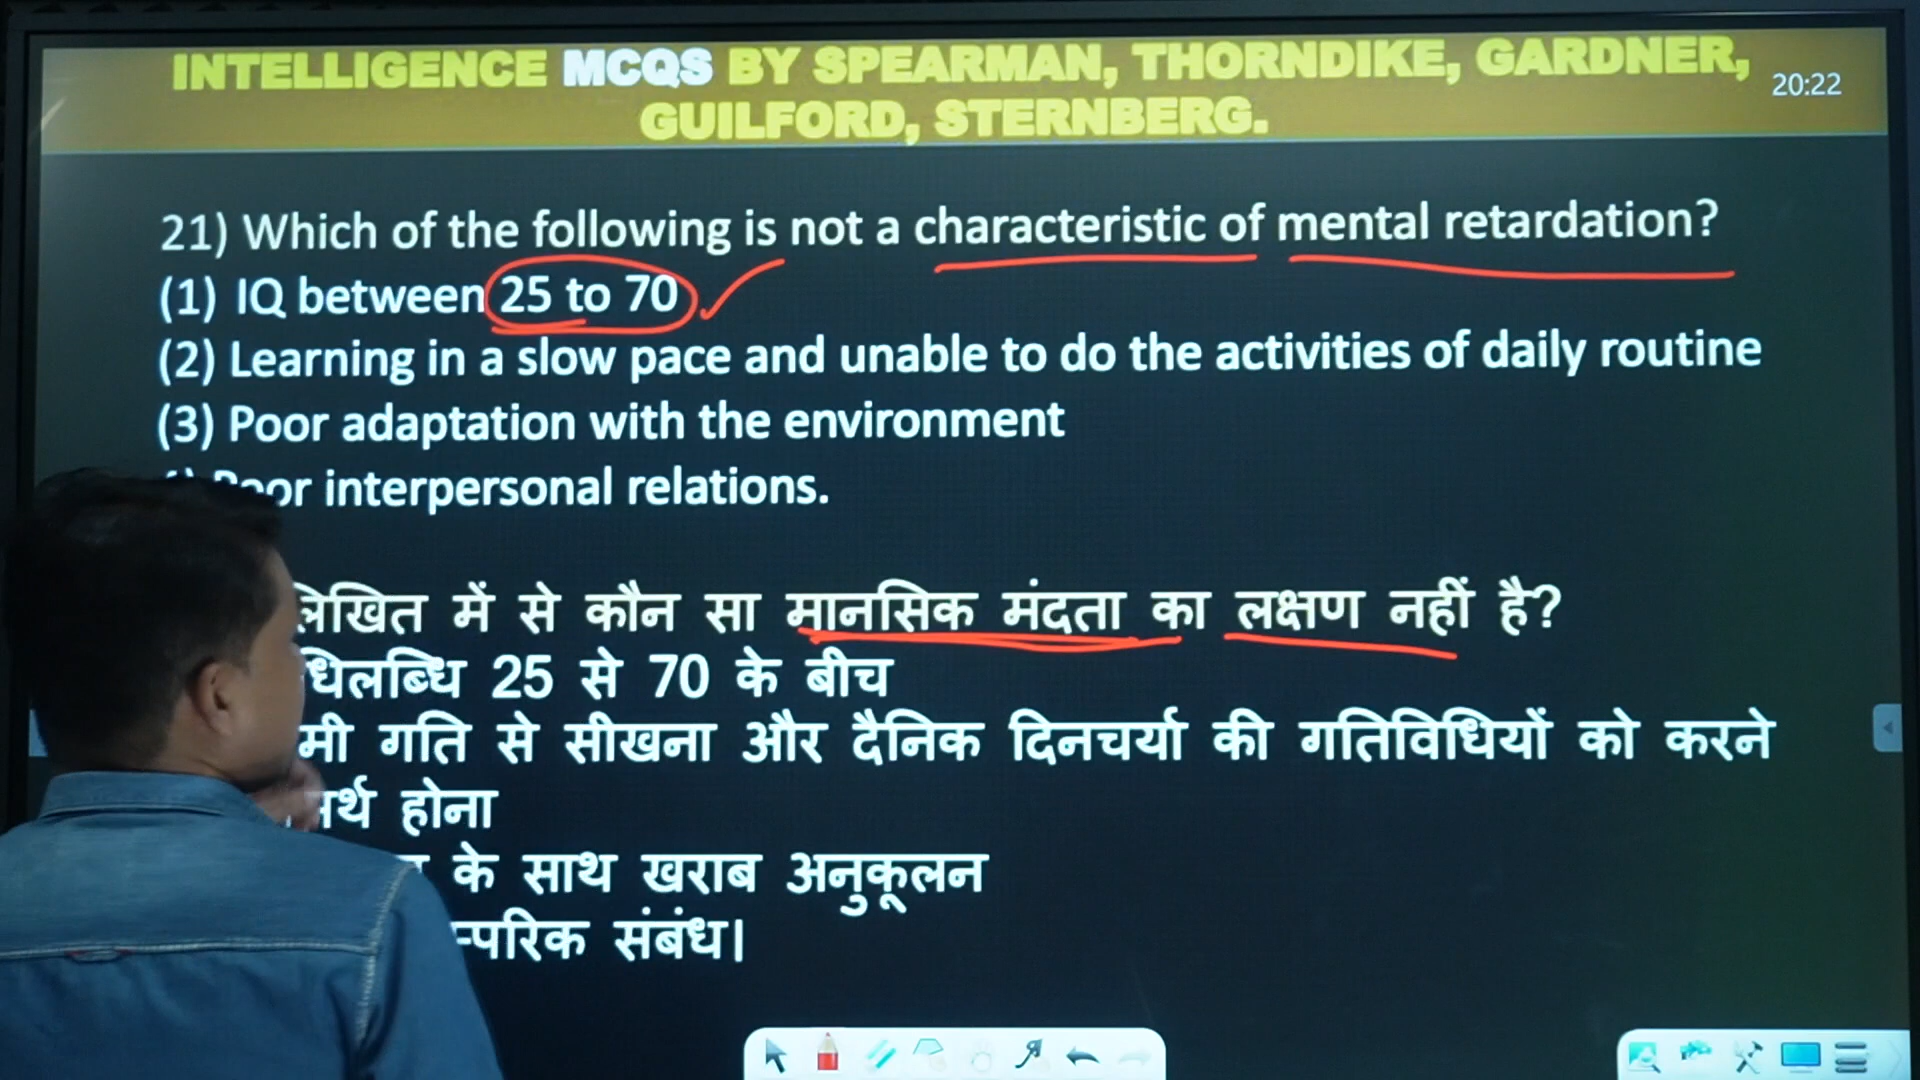 INTELLIGENCE MCQS BY SPEARMAN, THORNDIKE, GARDNER,
GUILFORD, STERNBERG.
20:22
21) Which of the following is not a characteristic of mental retardation?
(1) IQ between 25 to 70
(2) Learning in a slow pace and unable to do the activities of daily routine
(3) Poor adaptation with the environment
Poor interpersonal relations.
में से कौन सा मानसिक मंदता का लक्षण नहीं है?
25 से 70 के बीच
गति से सीखना और दैनिक दिनचर्या की गतिविधियों को करने
होना
के साथ खराब अनुकूलन
संबंध।